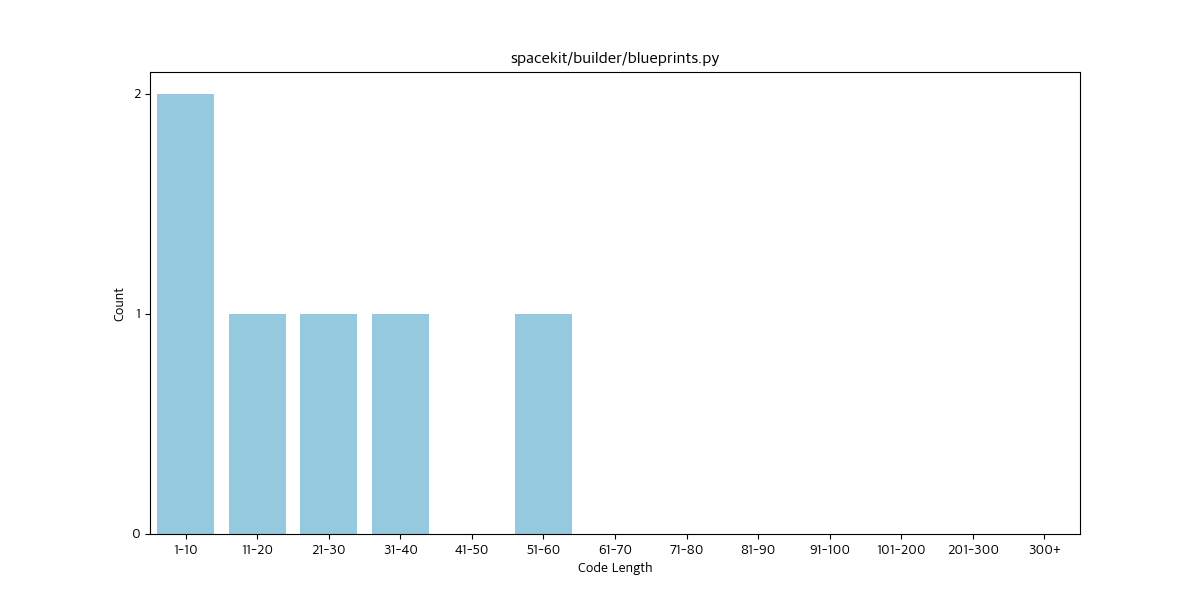 spacekit/builder/blueprints.py
Count
2
1
0
1-10 11-20 21-30 31-40 41-50 51-60 61-70 71-80 81-90 91-100 101-200 201-300 300+
Code Length